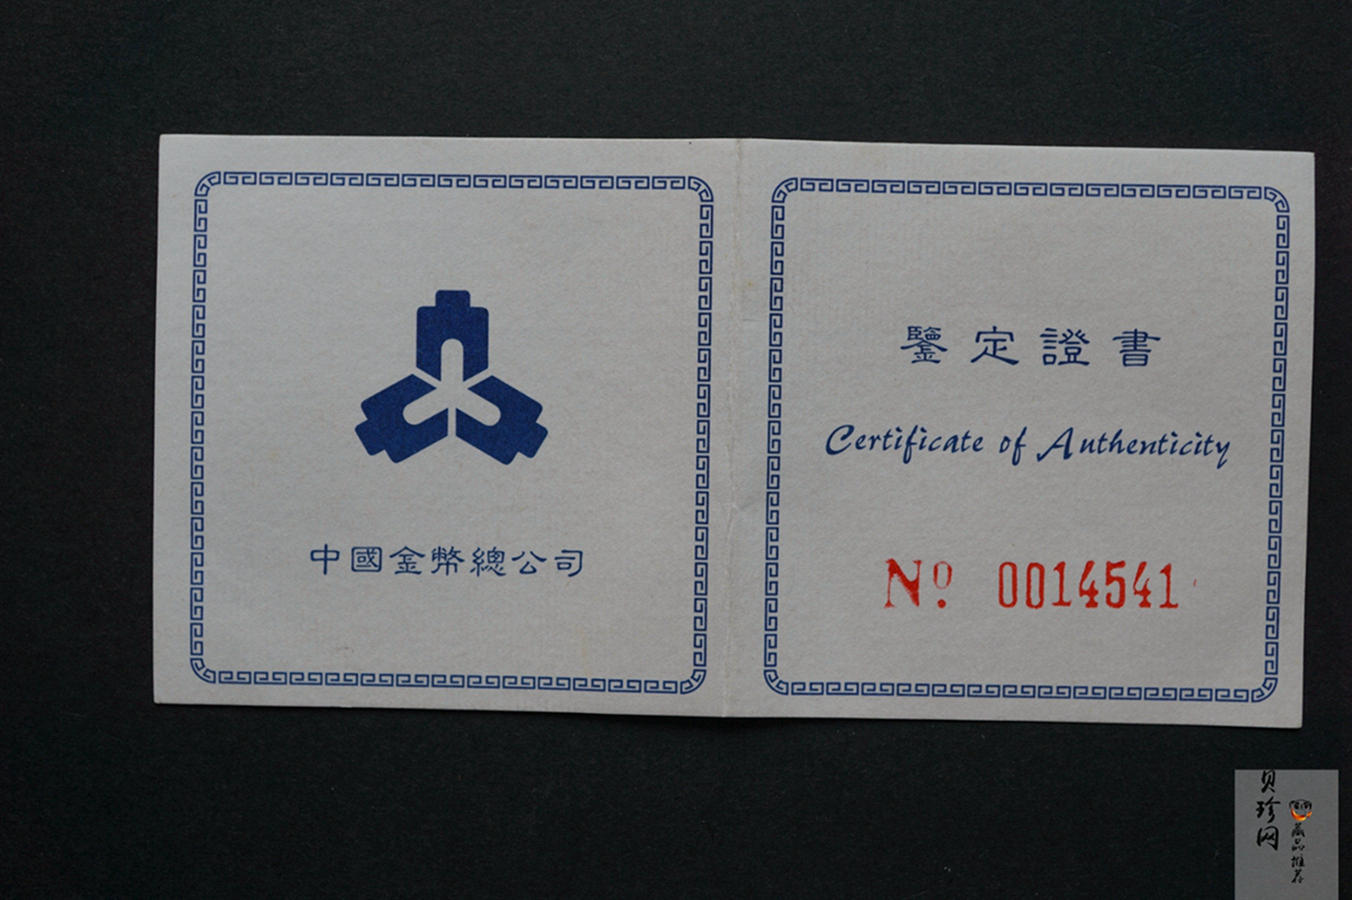 中國金幣總公司
鑒定證書
Certificate of Authenticity
Nº 0014541
贝珍网
藏品推荐